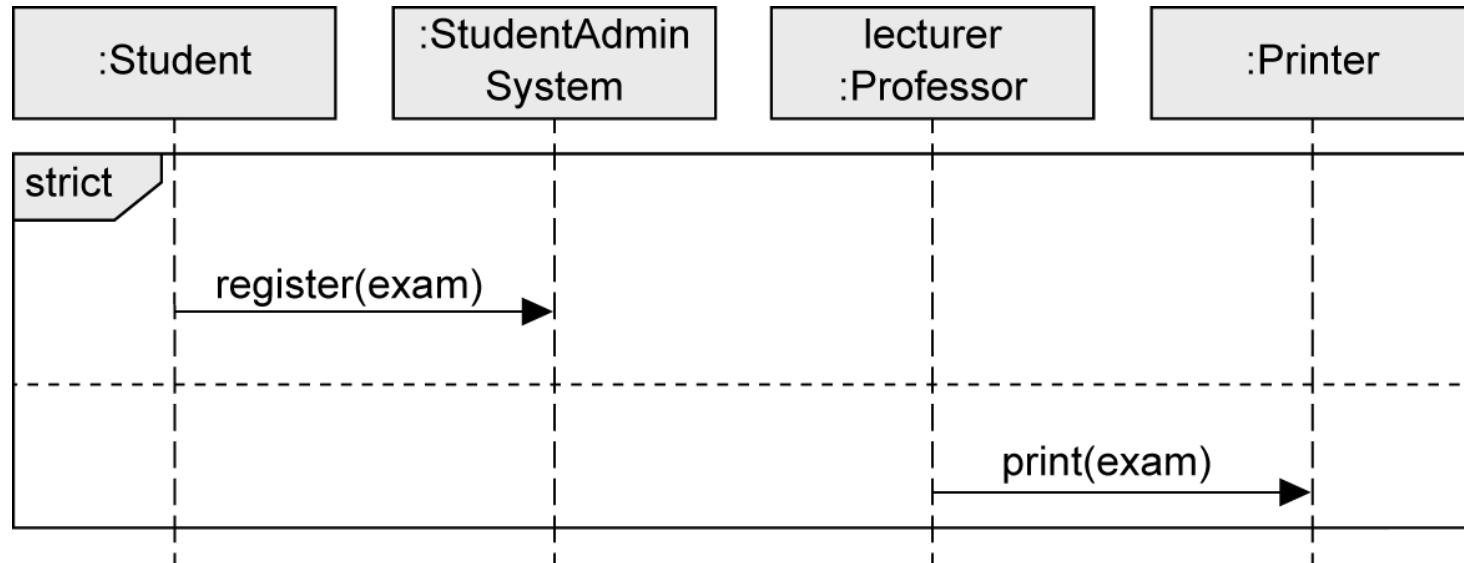 :Student
:StudentAdmin
System
lecturer
:Professor
:Printer
strict
register(exam)
print(exam)